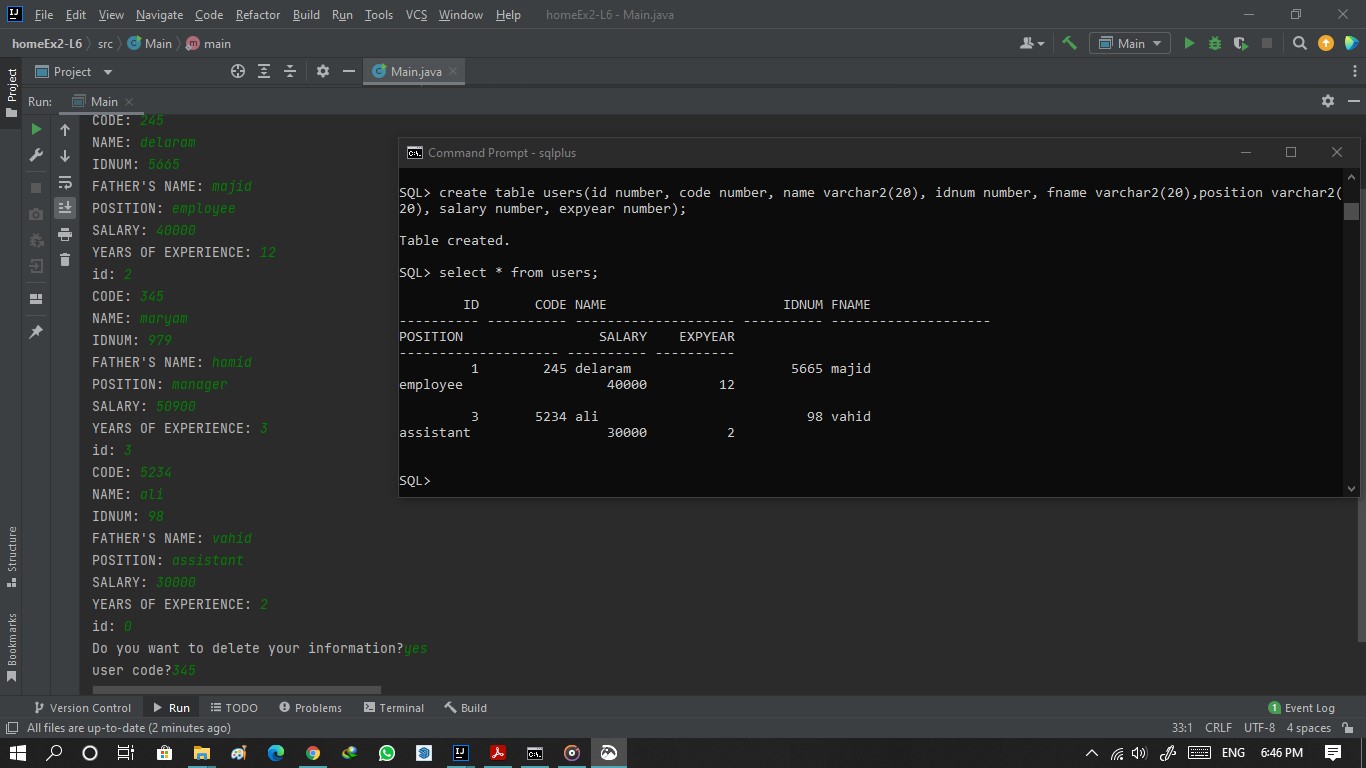 File Edit View Navigate Code Refactor Build Run Tools VCS Window Help homeEx2-L6 - Main.java
homeEx2-L6 src Main main
Main
Project
Main.java
Project
Run: Main
CODE: 245
NAME: delaram
IDNUM: 5665
FATHER'S NAME: majid
POSITION: employee
SALARY: 40000
YEARS OF EXPERIENCE: 12
id: 2
CODE: 345
NAME: maryam
IDNUM: 979
FATHER'S NAME: hamid
POSITION: manager
SALARY: 50900
YEARS OF EXPERIENCE: 3
id: 3
CODE: 5234
NAME: ali
IDNUM: 98
FATHER'S NAME: vahid
POSITION: assistant
SALARY: 30000
YEARS OF EXPERIENCE: 2
id: 0
Do you want to delete your information?yes
user code?345
Command Prompt - sqlplus
SQL> create table users(id number, code number, name varchar2(20), idnum number, fname varchar2(20),position varchar2(
20), salary number, expyear number);
Table created.
SQL> select * from users;
ID CODE NAME IDNUM FNAME
---------- ---------- -------------------- ---------- --------------------
POSITION SALARY EXPYEAR
-------------------- ---------- ----------
1 245 delaram 5665 majid
employee 40000 12
3 5234 ali 98 vahid
assistant 30000 2
SQL>
Structure
Bookmarks
Version Control Run TODO Problems Terminal Build 1 Event Log
All files are up-to-date (2 minutes ago) 33:1 CRLF UTF-8 4 spaces
ENG 6:46 PM